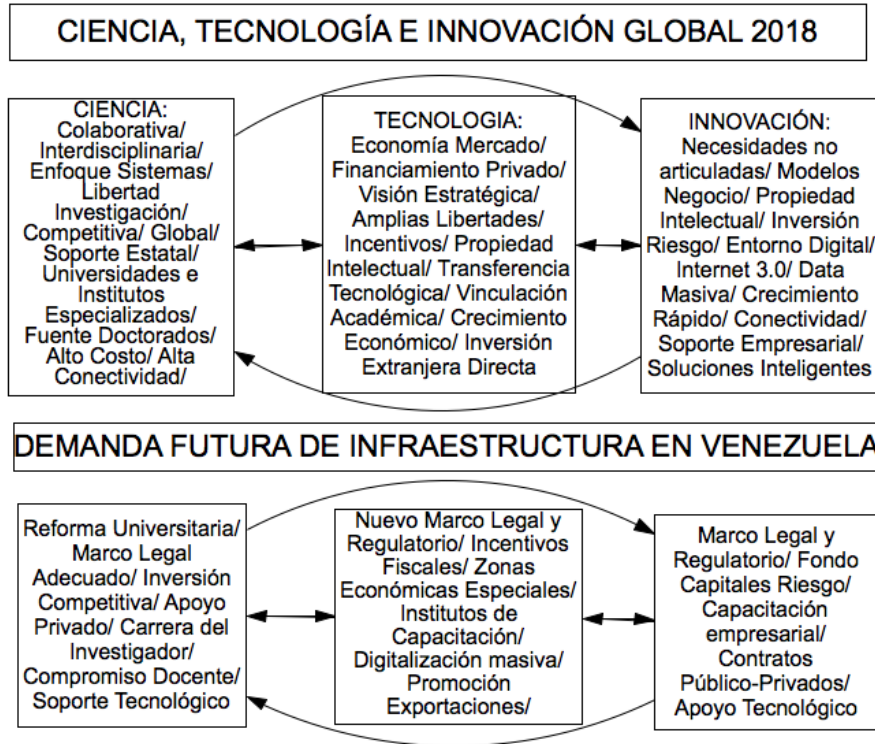 CIENCIA, TECNOLOGÍA E INNOVACIÓN GLOBAL 2018
CIENCIA:
Colaborativa/
Interdisciplinaria/
Enfoque Sistemas/
Libertad
Investigación/
Competitiva/ Global/
Soporte Estatal/
Universidades e
Institutos
Especializados/
Fuente Doctorados/
Alto Costo/ Alta
Conectividad/
TECNOLOGIA:
Economía Mercado/
Financiamiento Privado/
Visión Estratégica/
Amplias Libertades/
Incentivos/ Propiedad
Intelectual/ Transferencia
Tecnológica/ Vinculación
Académica/ Crecimiento
Económico/ Inversión
Extranjera Directa
INNOVACIÓN:
Necesidades no
articuladas/ Modelos
Negocio/ Propiedad
Intelectual/ Inversión
Riesgo/ Entorno Digital/
Internet 3.0/ Data
Masiva/ Crecimiento
Rápido/ Conectividad/
Soporte Empresarial/
Soluciones Inteligentes
DEMANDA FUTURA DE INFRAESTRUCTURA EN VENEZUELA
Reforma Universitaria/
Marco Legal
Adecuado/ Inversión
Competitiva/ Apoyo
Privado/ Carrera del
Investigador/
Compromiso Docente/
Soporte Tecnológico
Nuevo Marco Legal y
Regulatorio/ Incentivos
Fiscales/ Zonas
Económicas Especiales/
Institutos de
Capacitación/
Digitalización masiva/
Promoción
Exportaciones/
Marco Legal y
Regulatorio/ Fondo
Capitales Riesgo/
Capacitación
empresarial/
Contratos
Público-Privados/
Apoyo Tecnológico